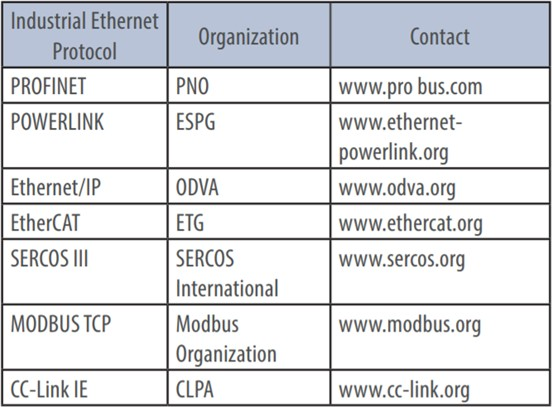 Industrial Ethernet
Protocol
Organization
Contact
PROFINET
PNO
www.pro bus.com
POWERLINK
ESPG
www.ethernet-
powerlink.org
Ethernet/IP
ODVA
www.odva.org
EtherCAT
ETG
www.ethercat.org
SERCOS III
SERCOS
International
www.sercos.org
MODBUS TCP
Modbus
Organization
www.modbus.org
CC-Link IE
CLPA
www.cc-link.org